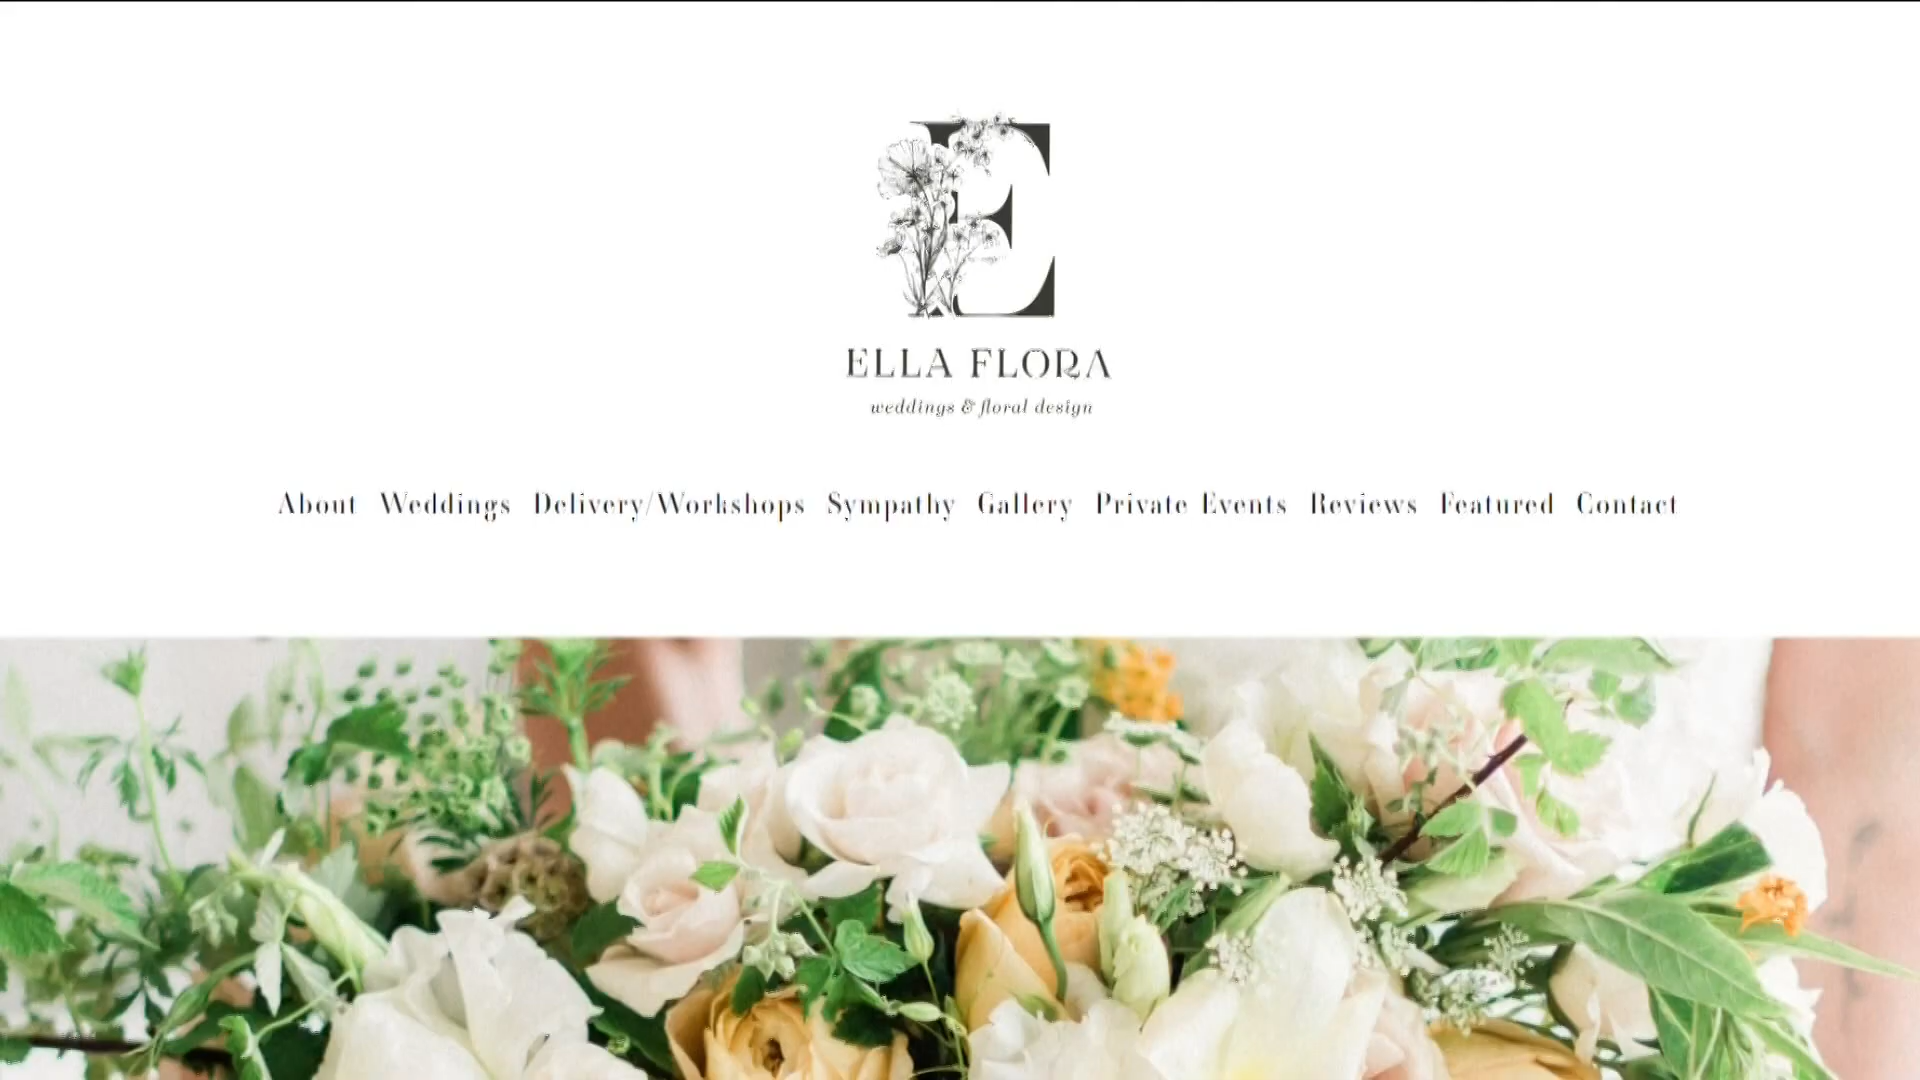 E
ELLA FLORA
weddings & floral design
About Weddings Delivery/Workshops Sympathy Gallery Private Events Reviews Featured Contact